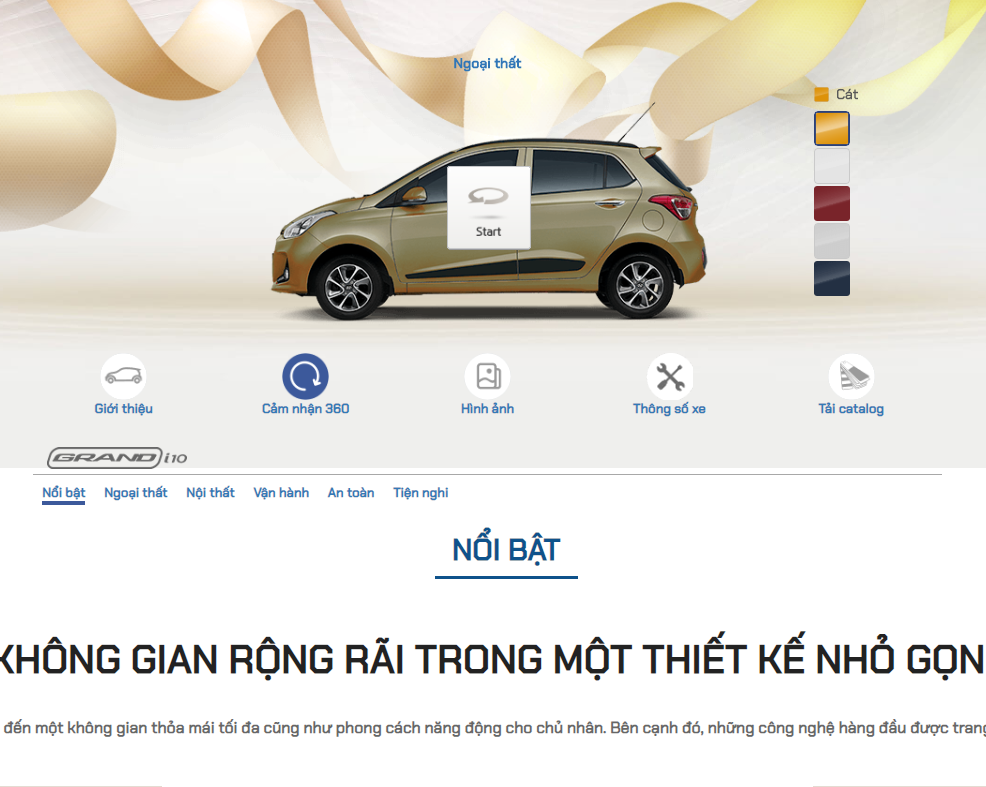 Ngoại thất
Cát
Start
Giới thiệu
Cảm nhận 360
Hình ảnh
Thông số xe
Tải catalog
GRAND i10
Nổi bật Ngoại thất Nội thất Vận hành An toàn Tiện nghi
NỔI BẬT
KHÔNG GIAN RỘNG RÃI TRONG MỘT THIẾT KẾ NHỎ GỌN
đến một không gian thỏa mái tối đa cũng như phong cách năng động cho chủ nhân. Bên cạnh đó, những công nghệ hàng đầu được trang